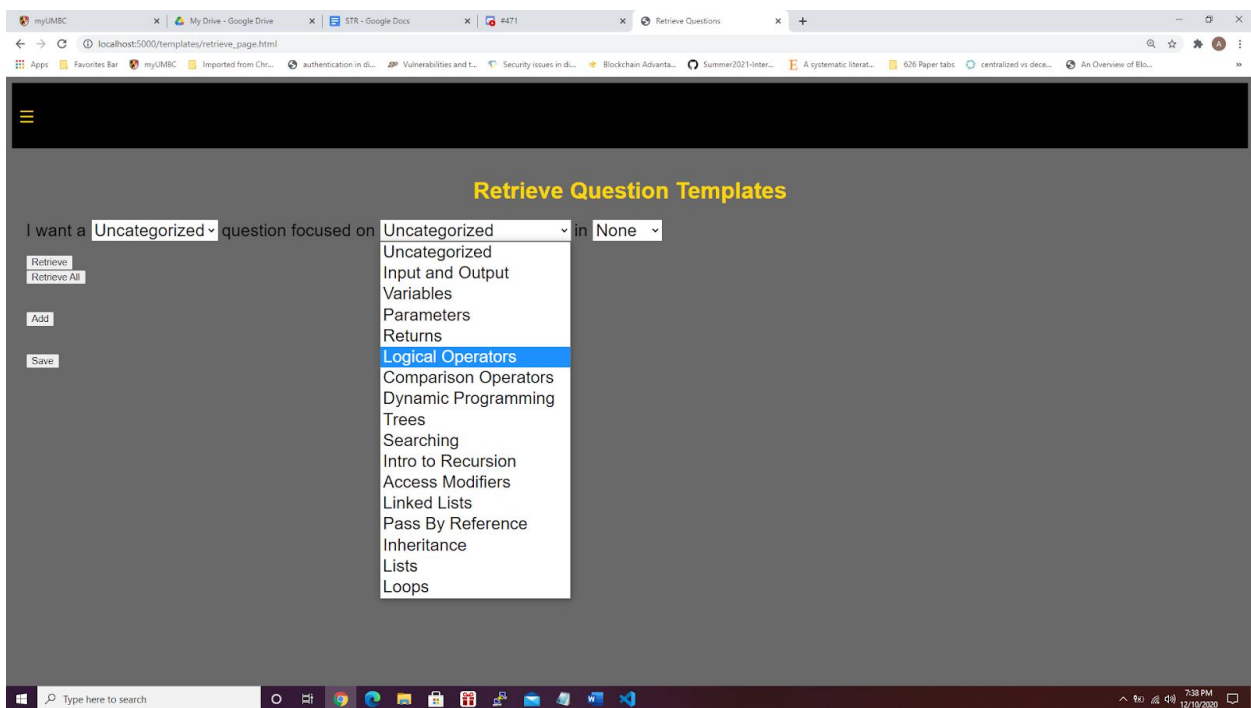 myUMBC
My Drive - Google Drive
STR - Google Docs
#471
Retrieve Questions
localhost:5000/templates/retrieve_page.html
A
Apps Favorites Bar myUMBC Imported from Chr... authentication in di... Vulnerabilities and t... Security issues in di... Blockchain Advanta... Summer2021-Inter... A systematic literat... 626 Paper tabs centralized vs dece... An Overview of Blo... »
Retrieve Question Templates
I want a Uncategorized question focused on Uncategorized in None
Uncategorized
Input and Output
Variables
Parameters
Returns
Logical Operators
Comparison Operators
Dynamic Programming
Trees
Searching
Intro to Recursion
Access Modifiers
Linked Lists
Pass By Reference
Inheritance
Lists
Loops
Retrieve
Retrieve All
Add
Save
Type here to search
7:38 PM
12/10/2020